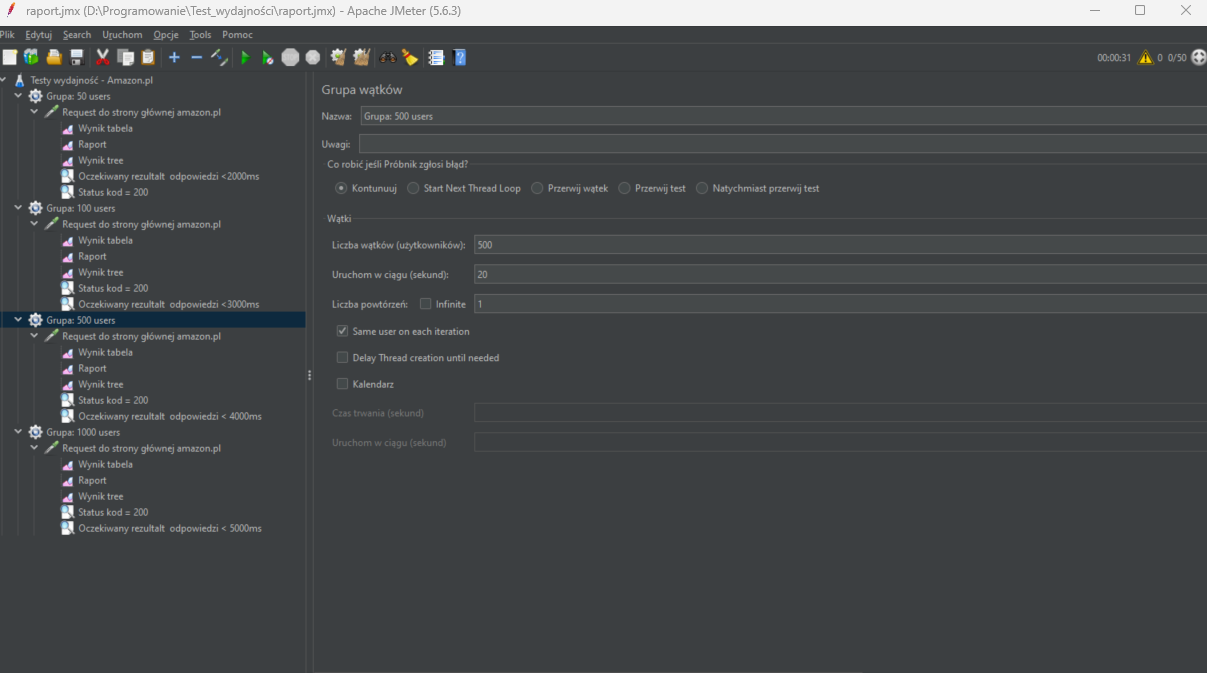 raport.jmx (D:\Programowanie\Test_wydajności\raport.jmx) - Apache JMeter (5.6.3)
Plik Edytuj Search Uruchom Opcje Tools Pomoc
00:00:31 0 0/50
Testy wydajność - Amazon.pl
Grupa: 50 users
Request do strony głównej amazon.pl
Wynik tabela
Raport
Wynik tree
Oczekiwany rezultalt odpowiedzi <2000ms
Status kod = 200
Grupa: 100 users
Request do strony głównej amazon.pl
Wynik tabela
Raport
Wynik tree
Status kod = 200
Oczekiwany rezultalt odpowiedzi <3000ms
Grupa: 500 users
Request do strony głównej amazon.pl
Wynik tabela
Raport
Wynik tree
Status kod = 200
Oczekiwany rezultalt odpowiedzi < 4000ms
Grupa: 1000 users
Request do strony głównej amazon.pl
Wynik tabela
Raport
Wynik tree
Status kod = 200
Oczekiwany rezultalt odpowiedzi < 5000ms
Grupa wątków
Nazwa: Grupa: 500 users
Uwagi:
Co robić jeśli Próbnik zgłosi błąd?
Kontunuuj Start Next Thread Loop Przerwij wątek Przerwij test Natychmiast przerwij test
Wątki
Liczba wątków (użytkowników): 500
Uruchom w ciągu (sekund): 20
Liczba powtórzeń: Infinite 1
Same user on each iteration
Delay Thread creation until needed
Kalendarz
Czas trwania (sekund)
Uruchom w ciągu (sekund)